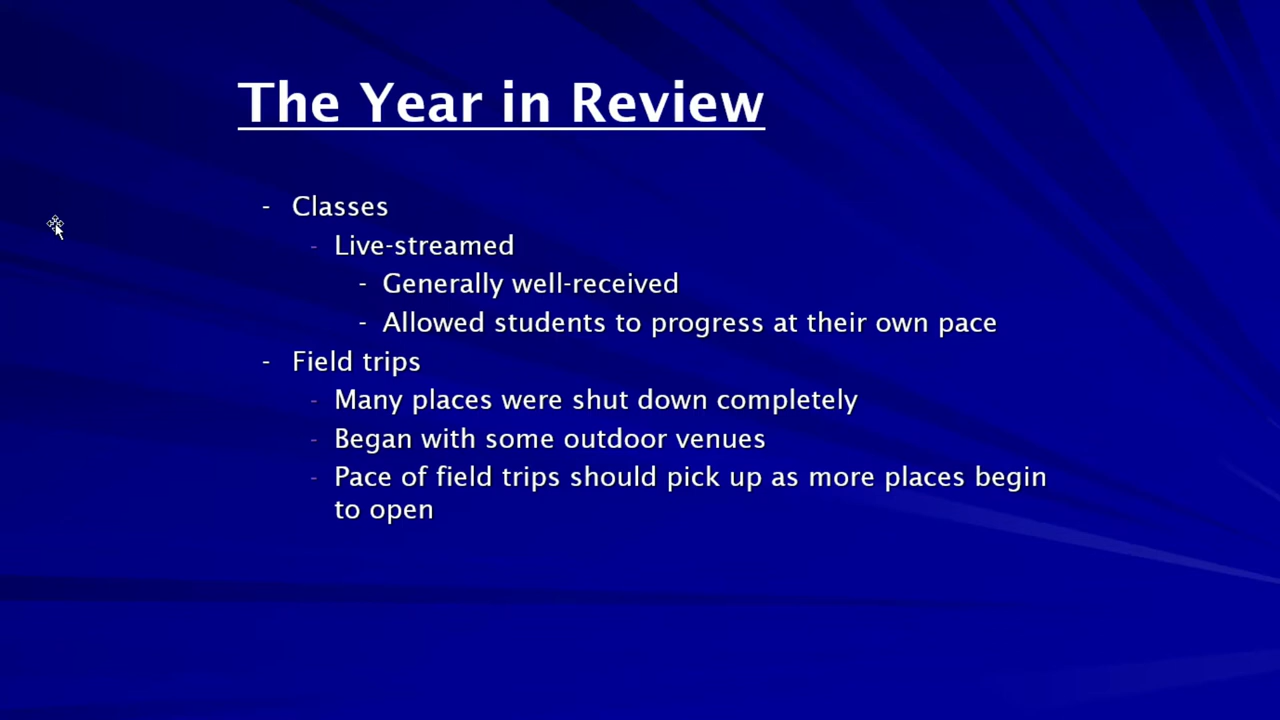 The Year in Review
- Classes
- Live-streamed
- Generally well-received
- Allowed students to progress at their own pace
- Field trips
- Many places were shut down completely
- Began with some outdoor venues
- Pace of field trips should pick up as more places begin
to open